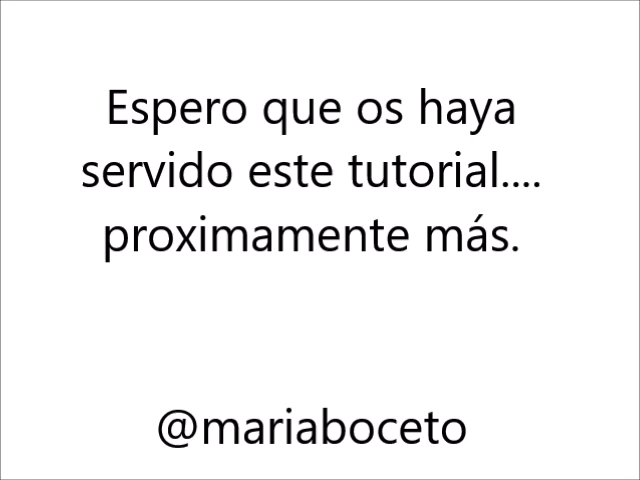 Espero que os haya
servido este tutorial....
proximamente más.
@mariaboceto